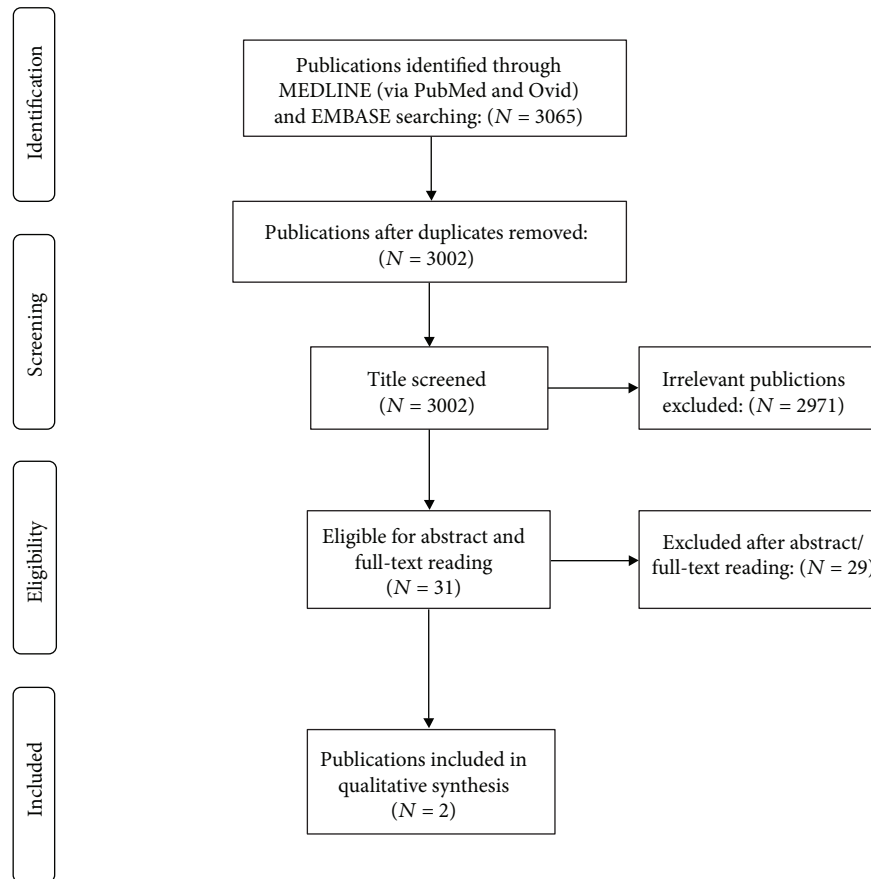 Identification
Publications identified through
MEDLINE (via PubMed and Ovid)
and EMBASE searching: (N = 3065)
Publications after duplicates removed:
(N = 3002)
Screening
Title screened
(N = 3002)
Irrelevant publictions
excluded: (N = 2971)
Eligibility
Eligible for abstract and
full-text reading
(N = 31)
Excluded after abstract/
full-text reading: (N = 29)
Included
Publications included in
qualitative synthesis
(N = 2)